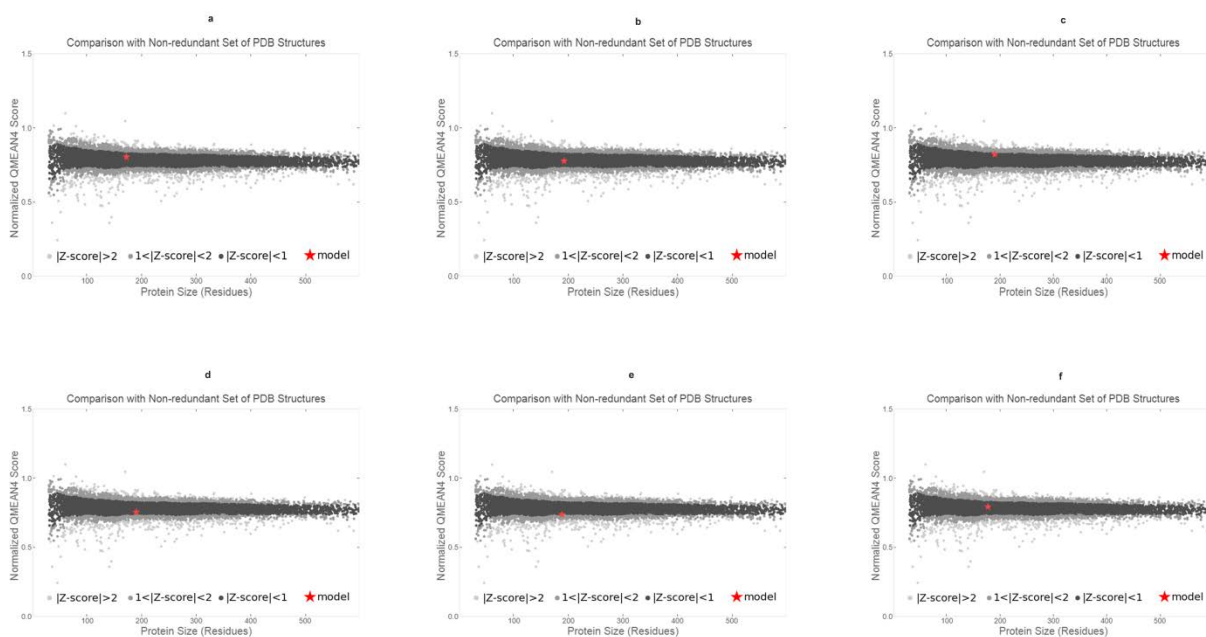 a
Comparison with Non-redundant Set of PDB Structures
Normalized QMEAN4 Score
1.5
1.0
0.5
0.0
|Z-score|>2 1<|Z-score|<2 |Z-score|<1 model
100 200 300 400 500
Protein Size (Residues)
b
Comparison with Non-redundant Set of PDB Structures
Normalized QMEAN4 Score
1.5
1.0
0.5
0.0
|Z-score|>2 1<|Z-score|<2 |Z-score|<1 model
100 200 300 400 500
Protein Size (Residues)
c
Comparison with Non-redundant Set of PDB Structures
Normalized QMEAN4 Score
1.5
1.0
0.5
0.0
|Z-score|>2 1<|Z-score|<2 |Z-score|<1 model
100 200 300 400 500
Protein Size (Residues)
d
Comparison with Non-redundant Set of PDB Structures
Normalized QMEAN4 Score
1.5
1.0
0.5
0.0
|Z-score|>2 1<|Z-score|<2 |Z-score|<1 model
100 200 300 400 500
Protein Size (Residues)
e
Comparison with Non-redundant Set of PDB Structures
Normalized QMEAN4 Score
1.5
1.0
0.5
0.0
|Z-score|>2 1<|Z-score|<2 |Z-score|<1 model
100 200 300 400 500
Protein Size (Residues)
f
Comparison with Non-redundant Set of PDB Structures
Normalized QMEAN4 Score
1.5
1.0
0.5
0.0
|Z-score|>2 1<|Z-score|<2 |Z-score|<1 model
100 200 300 400 500
Protein Size (Residues)